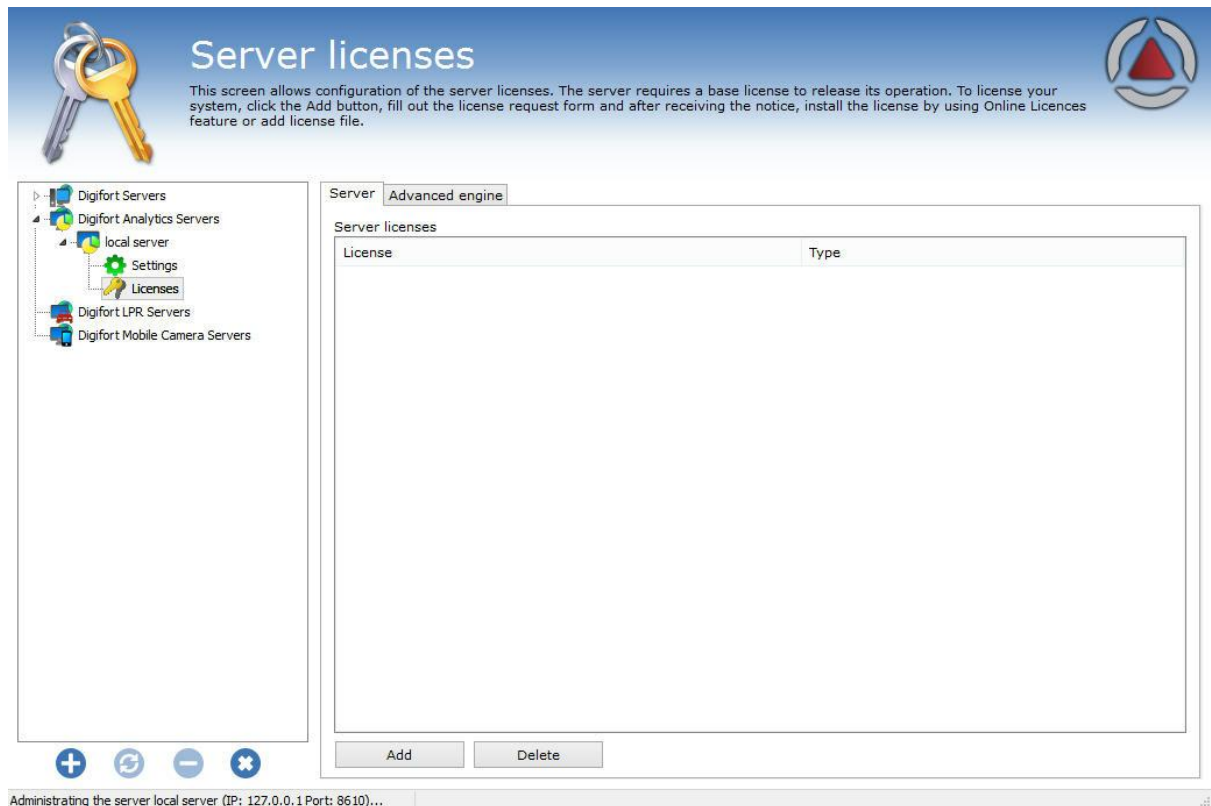 Server licenses
This screen allows configuration of the server licenses. The server requires a base license to release its operation. To license your
system, click the Add button, fill out the license request form and after receiving the notice, install the license by using Online Licences
feature or add license file.
Digifort Servers
Digifort Analytics Servers
local server
Settings
Licenses
Digifort LPR Servers
Digifort Mobile Camera Servers
Server Advanced engine
Server licenses
License Type
Add Delete
Administrating the server local server (IP: 127.0.0.1 Port: 8610)...